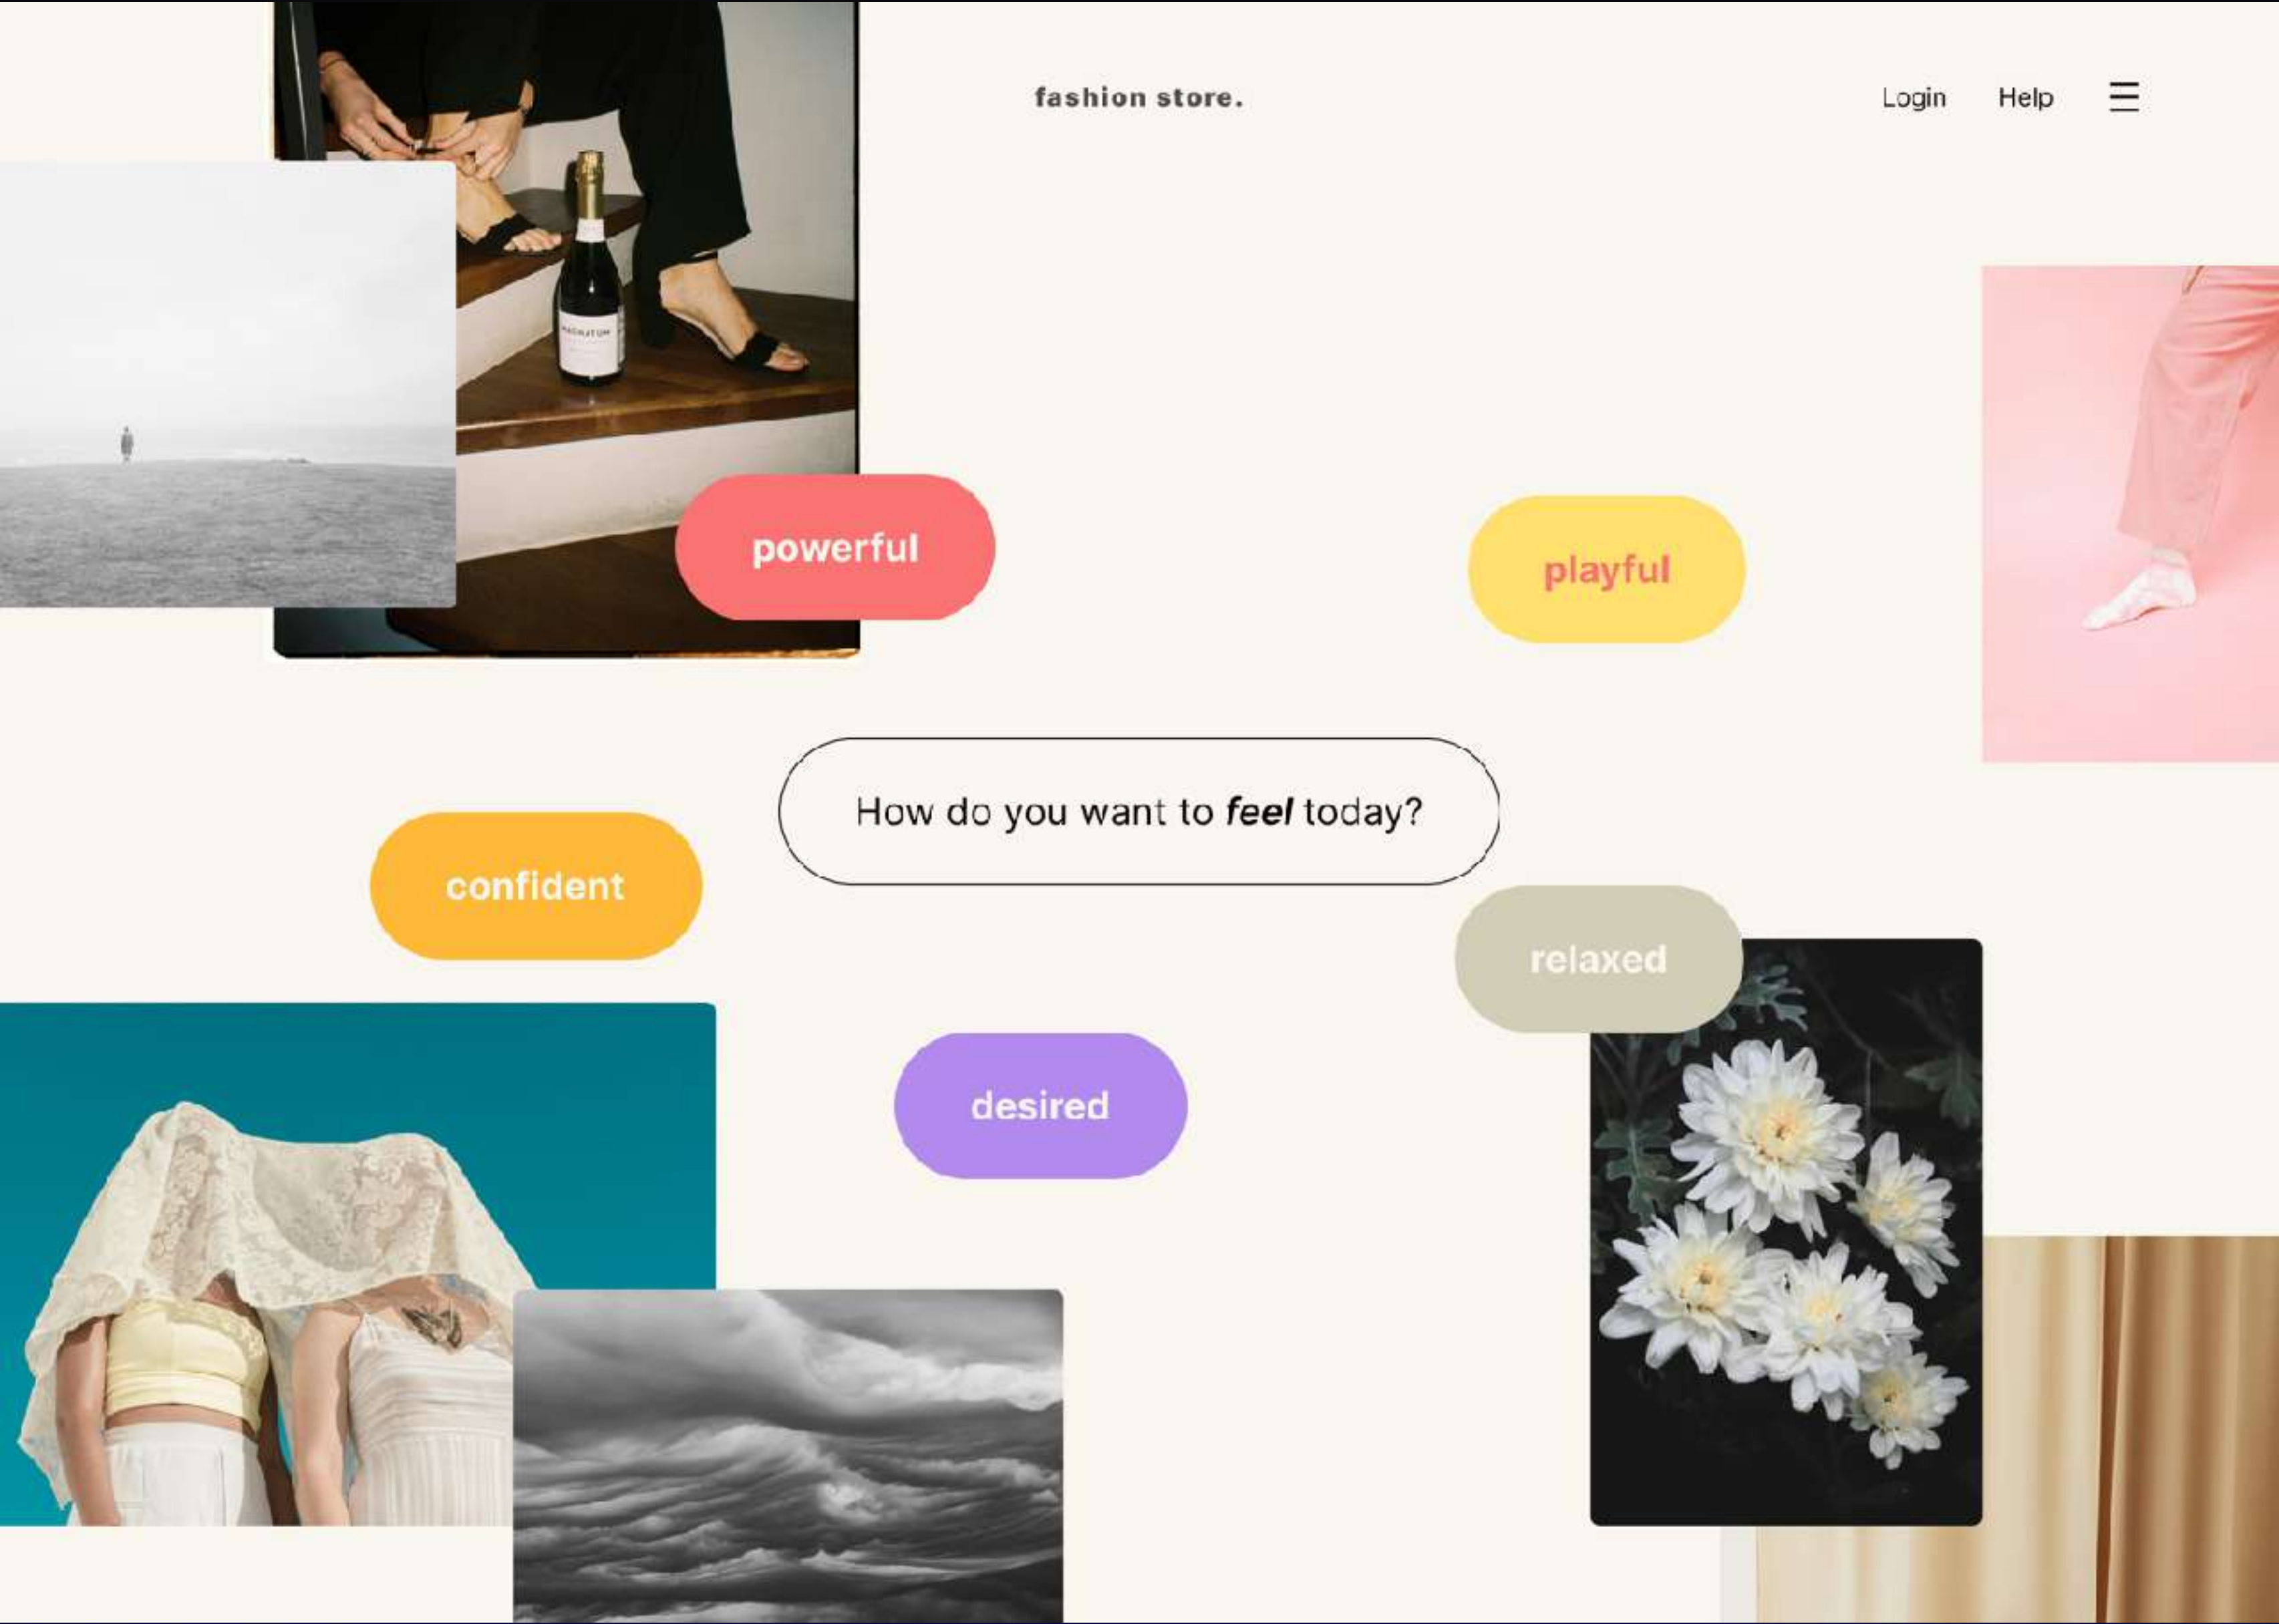 fashion store.
Login
Help
powerful
playful
How do you want to feel today?
confident
relaxed
desired